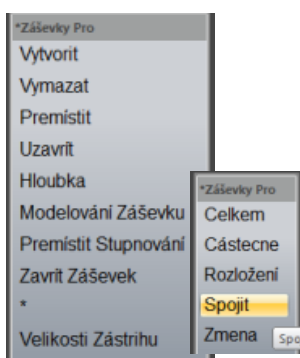 *Záševky Pro
Vytvorit
Vymazat
Premístit
Uzavrít
Hloubka
Modelování Záševku
Premístit Stupnování
Zavrít Záševek
*
Velikosti Zástrihu
*Záševky Pro
Celkem
Cástecne
Rozložení
Spojit
Zmena
Spo